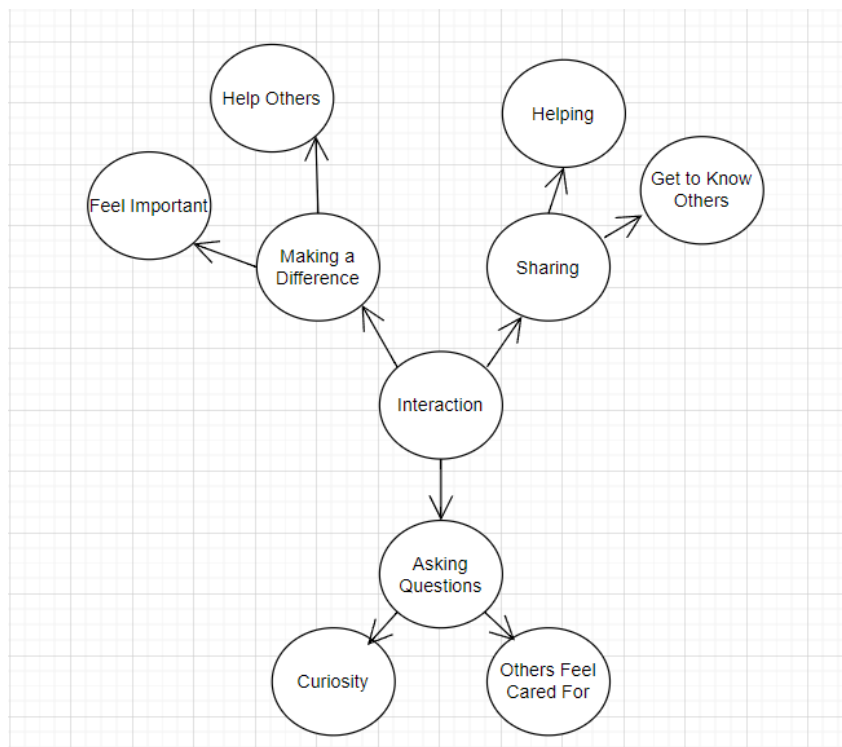 Help Others
Helping
Get to Know
Others
Feel Important
Making a
Difference
Sharing
Interaction
Asking
Questions
Curiosity
Others Feel
Cared For